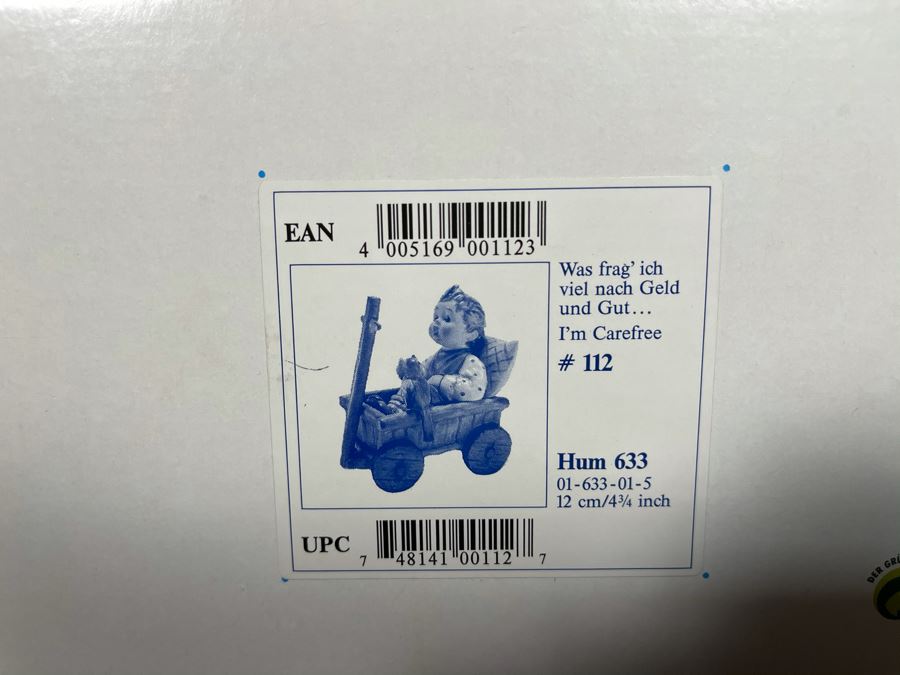 EAN
4 005169 001123
Was frag' ich
viel nach Geld
und Gut...
I'm Carefree
# 112
Hum 633
01-633-01-5
12 cm/4¾ inch
UPC
7 48141 00112 7
DER